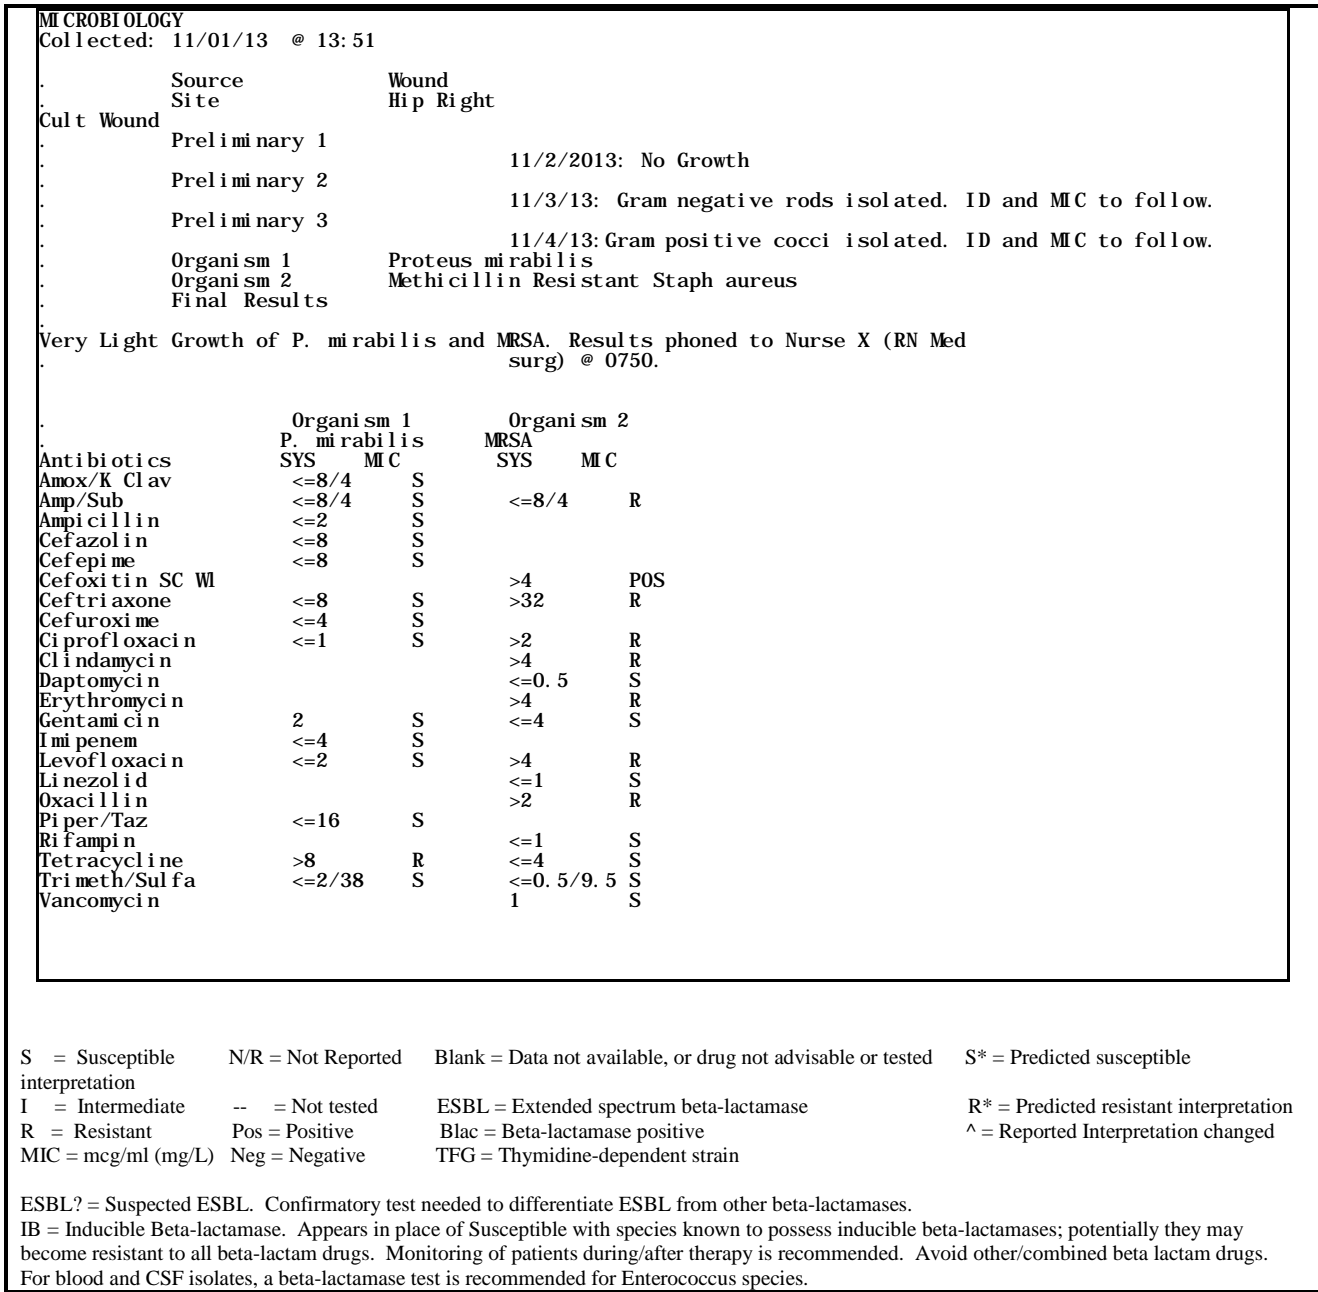 MICROBIOLOGY
Collected: 11/01/13 @ 13:51
. Source Wound
. Site Hip Right
Cult Wound
. Preliminary 1
. 11/2/2013: No Growth
. Preliminary 2
. 11/3/13: Gram negative rods isolated. ID and MIC to follow.
. Preliminary 3
. 11/4/13:Gram positive cocci isolated. ID and MIC to follow.
. Organism 1 Proteus mirabilis
. Organism 2 Methicillin Resistant Staph aureus
. Final Results
.
Very Light Growth of P. mirabilis and MRSA. Results phoned to Nurse X (RN Med
. surg) @ 0750.
. Organism 1 Organism 2
. P. mirabilis MRSA
Antibiotics SYS MIC SYS MIC
Amox/K Clav <=8/4 S
Amp/Sub <=8/4 S <=8/4 R
Ampicillin <=2 S
Cefazolin <=8 S
Cefepime <=8 S
Cefoxitin SC Wl >4 POS
Ceftriaxone <=8 S >32 R
Cefuroxime <=4 S
Ciprofloxacin <=1 S >2 R
Clindamycin >4 R
Daptomycin <=0.5 S
Erythromycin >4 R
Gentamicin 2 S <=4 S
Imipenem <=4 S
Levofloxacin <=2 S >4 R
Linezolid <=1 S
Oxacillin >2 R
Piper/Taz <=16 S
Rifampin <=1 S
Tetracycline >8 R <=4 S
Trimeth/Sulfa <=2/38 S <=0.5/9.5 S
Vancomycin 1 S
S = Susceptible N/R = Not Reported Blank = Data not available, or drug not advisable or tested S* = Predicted susceptible
interpretation
I = Intermediate -- = Not tested ESBL = Extended spectrum beta-lactamase R* = Predicted resistant interpretation
R = Resistant Pos = Positive Blac = Beta-lactamase positive ^ = Reported Interpretation changed
MIC = mcg/ml (mg/L) Neg = Negative TFG = Thymidine-dependent strain
ESBL? = Suspected ESBL. Confirmatory test needed to differentiate ESBL from other beta-lactamases.
IB = Inducible Beta-lactamase. Appears in place of Susceptible with species known to possess inducible beta-lactamases; potentially they may
become resistant to all beta-lactam drugs. Monitoring of patients during/after therapy is recommended. Avoid other/combined beta lactam drugs.
For blood and CSF isolates, a beta-lactamase test is recommended for Enterococcus species.